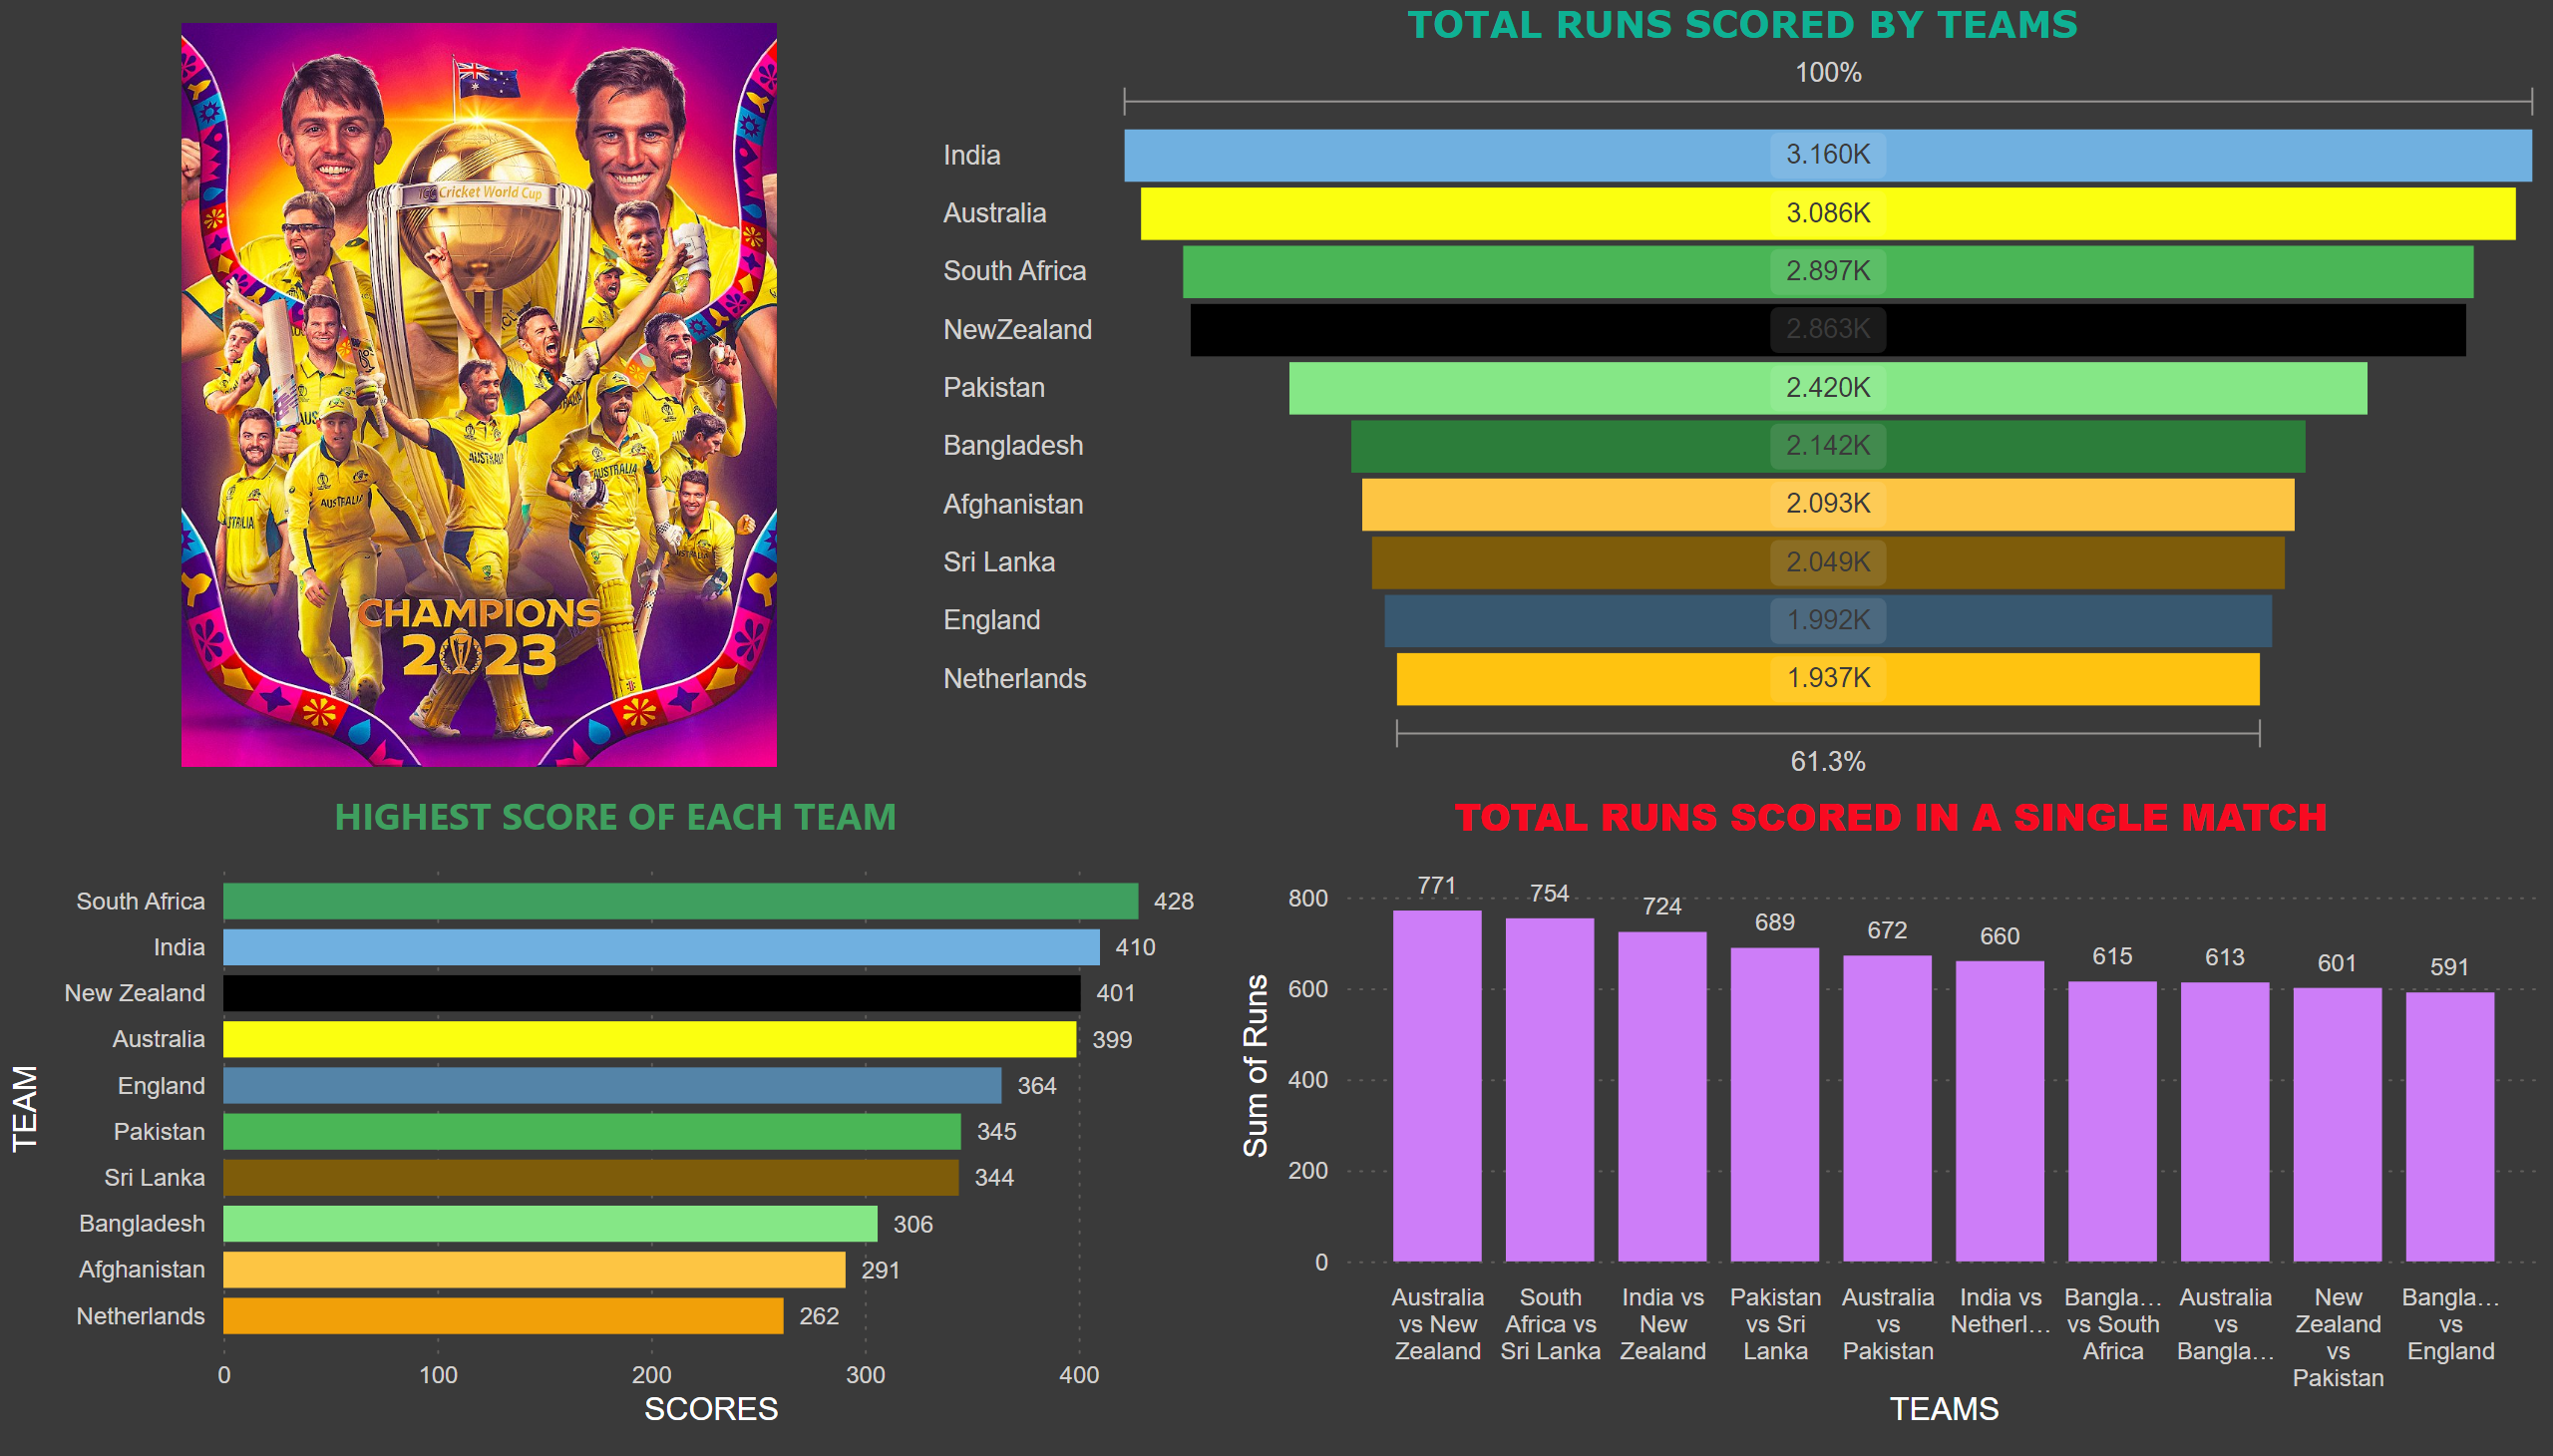 ICC Cricket World Cup
AUSTRALIA
AUSTRALIA
AUSTRALIA
CHAMPIONS
2023
TOTAL RUNS SCORED BY TEAMS
100%
India 3.160K
Australia 3.086K
South Africa 2.897K
NewZealand 2.863K
Pakistan 2.420K
Bangladesh 2.142K
Afghanistan 2.093K
Sri Lanka 2.049K
England 1.992K
Netherlands 1.937K
61.3%
HIGHEST SCORE OF EACH TEAM
TEAM
South Africa 428
India 410
New Zealand 401
Australia 399
England 364
Pakistan 345
Sri Lanka 344
Bangladesh 306
Afghanistan 291
Netherlands 262
0 100 200 300 400
SCORES
TOTAL RUNS SCORED IN A SINGLE MATCH
Sum of Runs
800
600
400
200
0
771 754 724 689 672 660 615 613 601 591
Australia
vs New
Zealand
South
Africa vs
Sri Lanka
India vs
New
Zealand
Pakistan
vs Sri
Lanka
Australia
vs
Pakistan
India vs
Netherl…
Bangla…
vs South
Africa
Australia
vs
Bangla…
New
Zealand
vs
Pakistan
Bangla…
vs
England
TEAMS